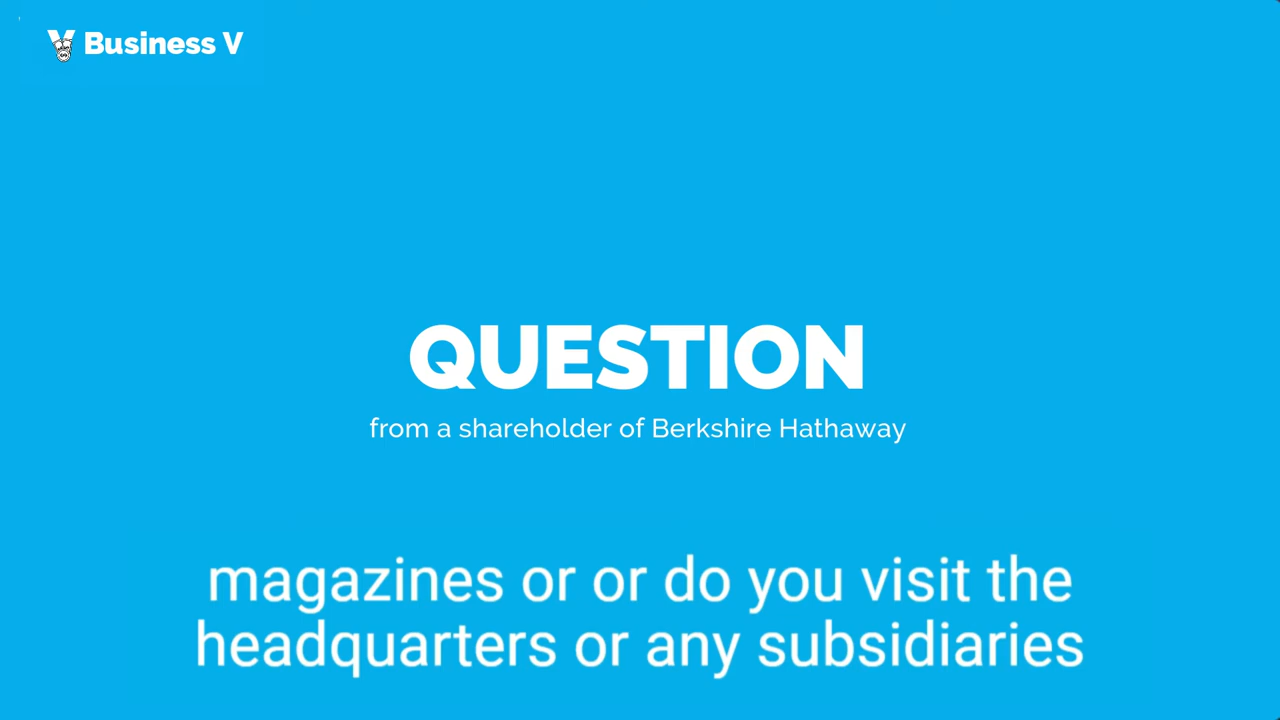 Business V
QUESTION
from a shareholder of Berkshire Hathaway
magazines or or do you visit the
headquarters or any subsidiaries